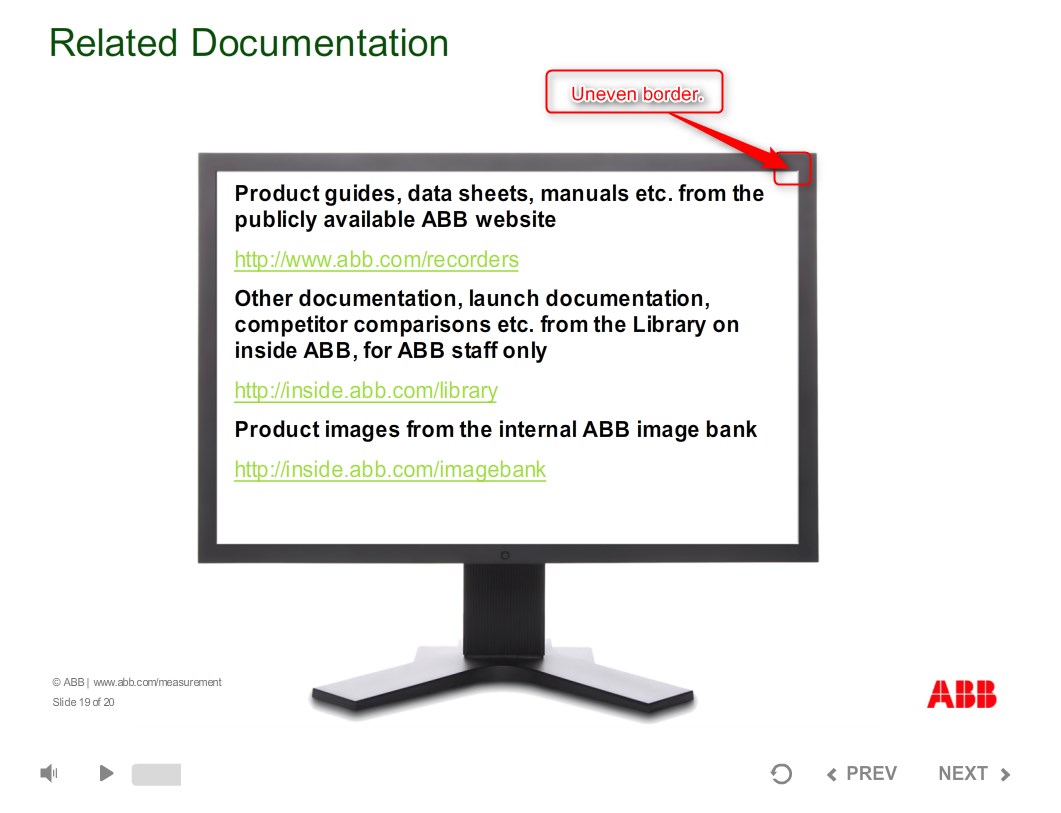 Related Documentation
Uneven border.
Product guides, data sheets, manuals etc. from the
publicly available ABB website
http://www.abb.com/recorders
Other documentation, launch documentation,
competitor comparisons etc. from the Library on
inside ABB, for ABB staff only
http://inside.abb.com/library
Product images from the internal ABB image bank
http://inside.abb.com/imagebank
© ABB | www.abb.com/measurement
Slide 19 of 20
ABB
PREV
NEXT